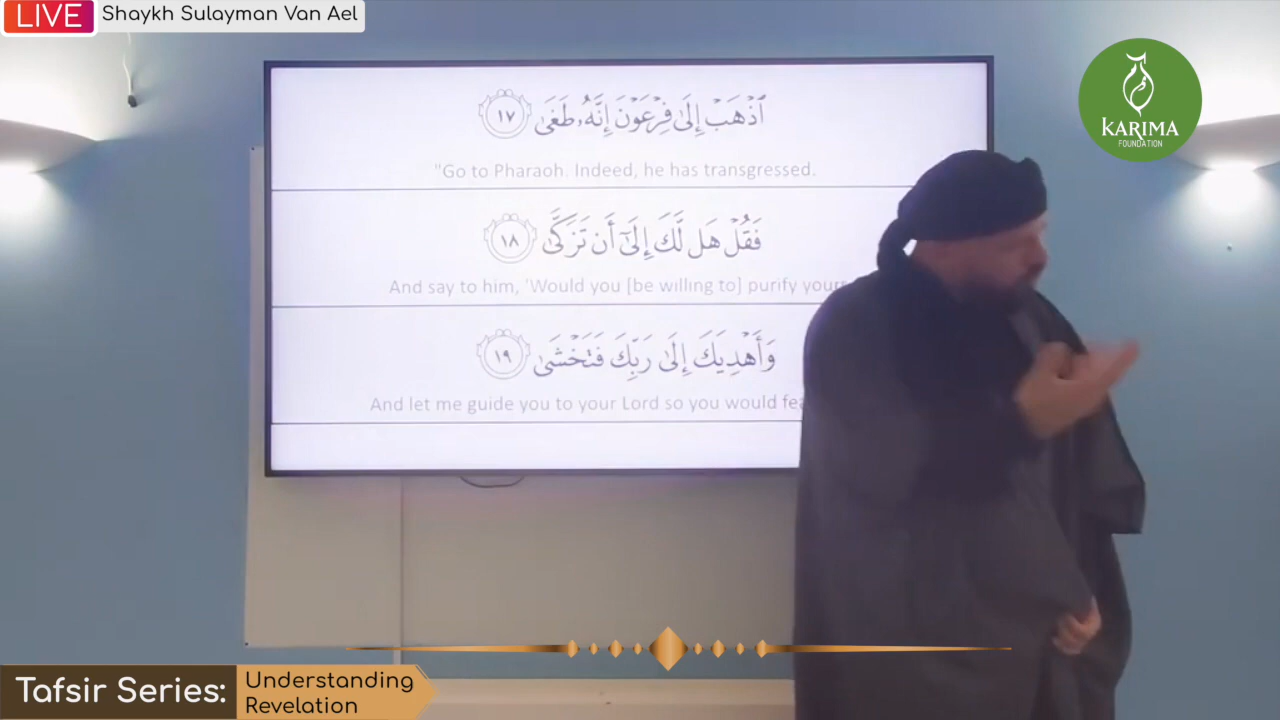 LIVE
Shaykh Sulayman Van Ael
KARIMA
FOUNDATION
ٱذْهَبْ إِلَىٰ فِرْعَوْنَ إِنَّهُۥ طَغَىٰ ١٧
"Go to Pharaoh. Indeed, he has transgressed.
فَقُلْ هَل لَّكَ إِلَىٰٓ أَن تَزَكَّىٰ ١٨
And say to him, 'Would you [be willing to] purify
وَأَهْدِيَكَ إِلَىٰ رَبِّكَ فَتَخْشَىٰ ١٩
And let me guide you to your Lord so you would
Tafsir Series:
Understanding
Revelation